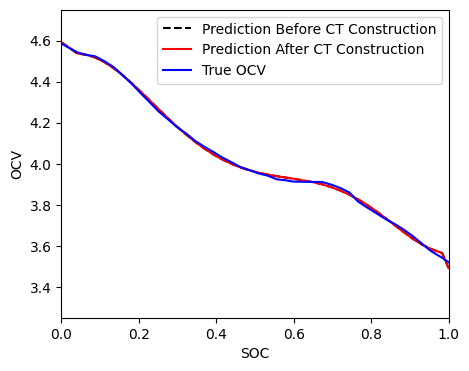 Prediction Before CT Construction
Prediction After CT Construction
True OCV
4.6
4.4
4.2
4.0
3.8
3.6
3.4
OCV
0.0 0.2 0.4 0.6 0.8 1.0
SOC